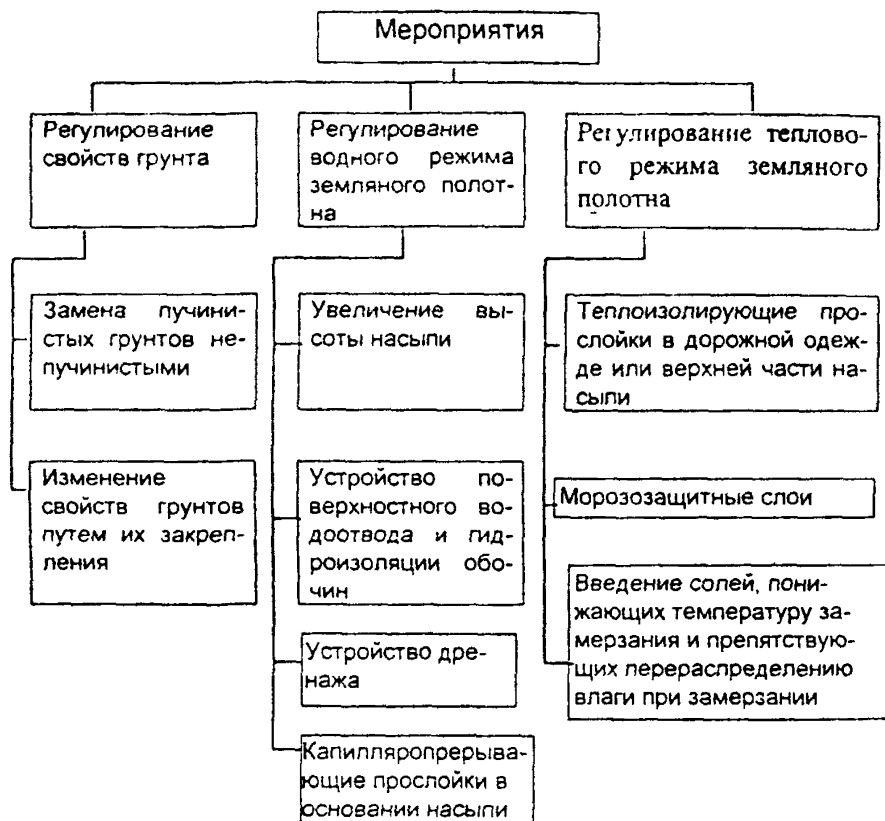 Мероприятия
Регулирование
свойств грунта
Регулирование
водного режима
земляного полот-
на
Регулирование теплово-
го режима земляного
полотна
Замена пучини-
стых грунтов не-
пучинистыми
Изменение
свойств грунтов
путем их закреп-
ления
Увеличение вы-
соты насыпи
Устройство по-
верхностного во-
доотвода и гид-
роизоляции обо-
чин
Устройство дре-
нажа
Капилляропрерываю-
щие прослойки в
основании насыпи
Теплоизолирующие про-
слойки в дорожной одеж-
де или верхней части на-
сыпи
Морозозащитные слои
Введение солей, пони-
жающих температуру за-
мерзания и препятствую-
щих перераспределению
влаги при замерзании